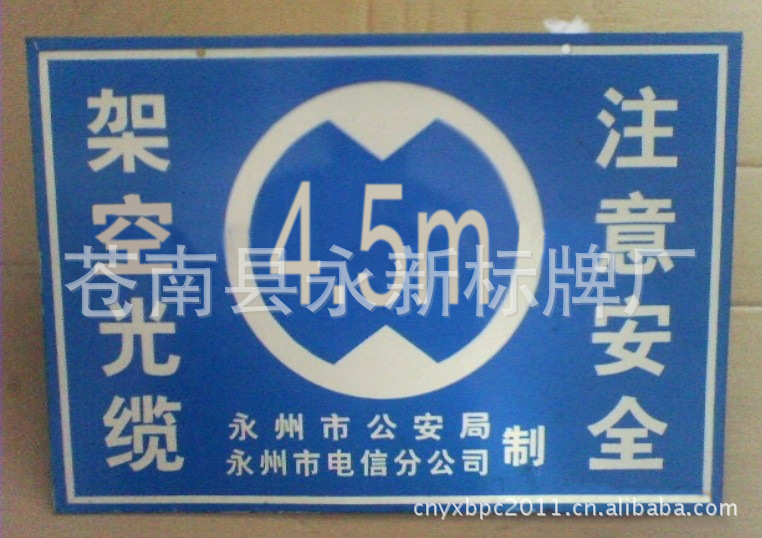 架空光缆
4.5m
注意安全
永州市公安局
永州市电信分公司
制
苍南县永新标牌厂
cnyxbpc2011.cn.alibaba.com